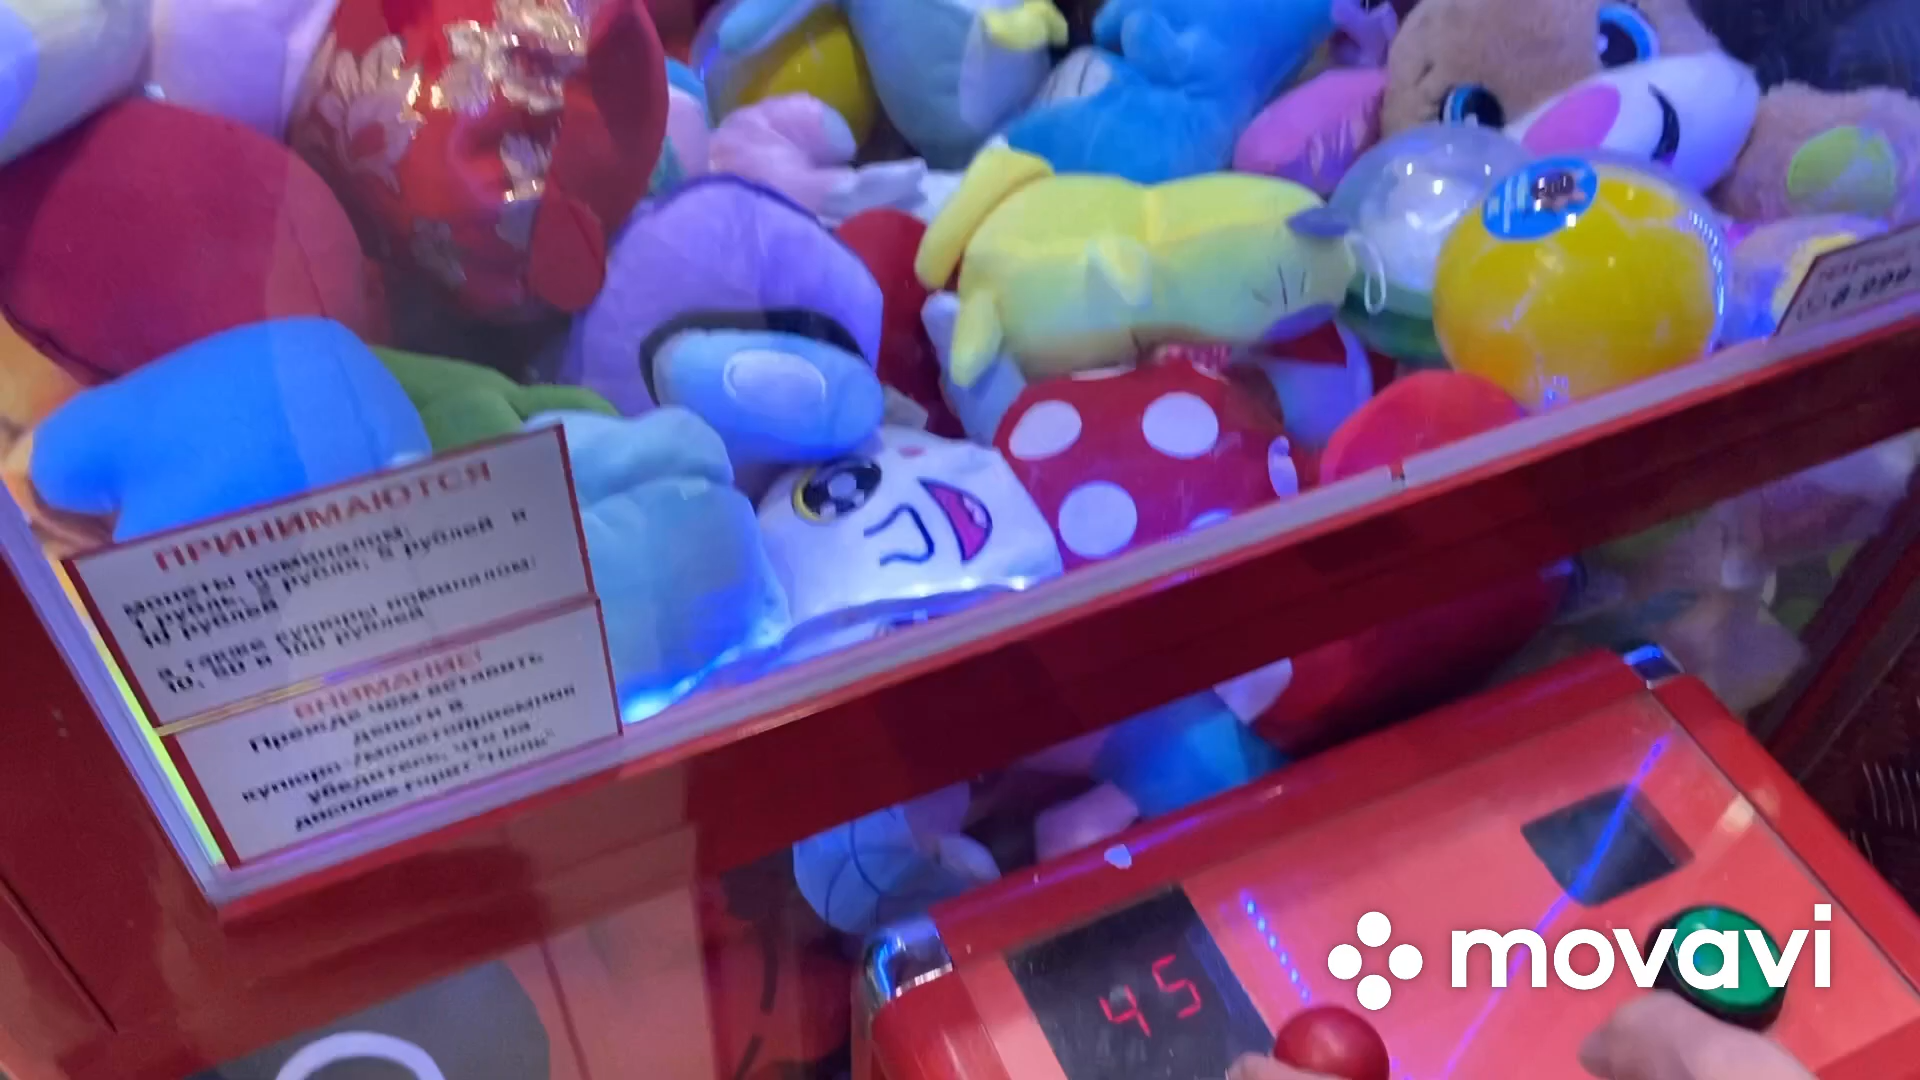 ПРИНИМАЮТСЯ
монеты номиналом:
1 рубль, 2 рубля, 5 рублей и
10 рублей
а также купюры номиналом:
10, 50 и 100 рублей
ВНИМАНИЕ!
Прежде чем вставить
деньги в
купюро-/монетоприемник
убедитесь, что на
дисплее горит
45
movavi